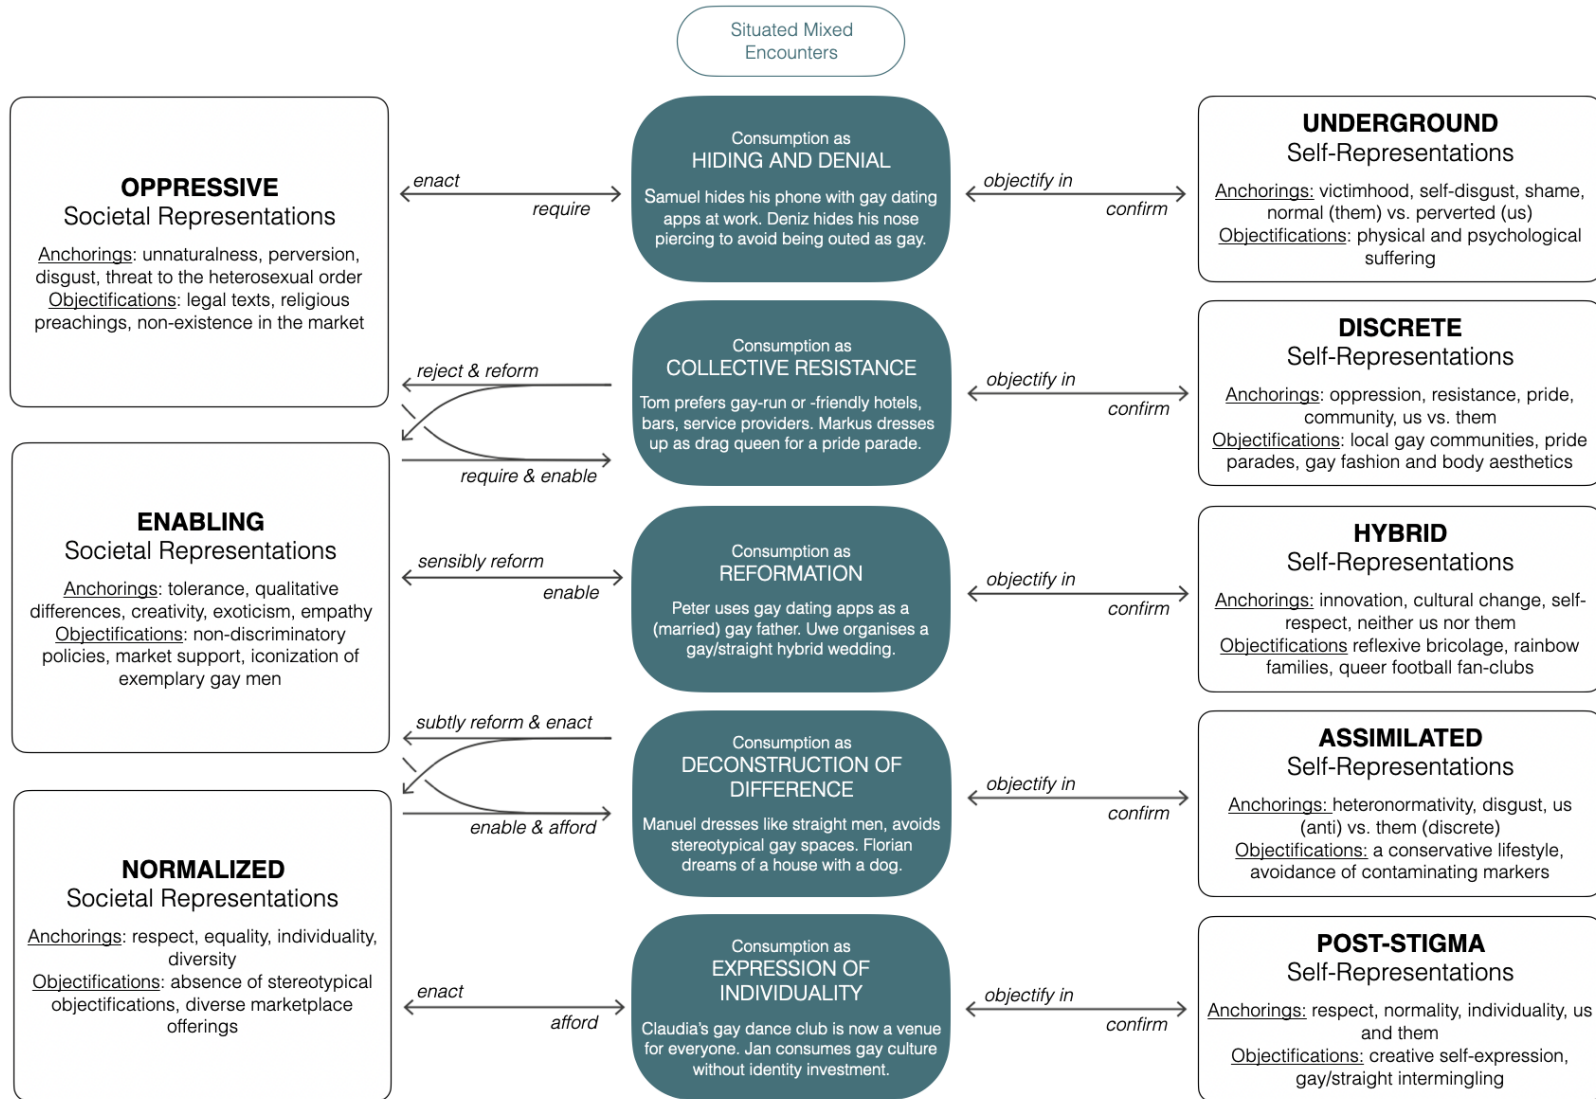 Situated Mixed
Encounters
OPPRESSIVE
Societal Representations
Anchorings: unnaturalness, perversion,
disgust, threat to the heterosexual order
Objectifications: legal texts, religious
preachings, non-existence in the market
enact
require
Consumption as
HIDING AND DENIAL
Samuel hides his phone with gay dating
apps at work. Deniz hides his nose
piercing to avoid being outed as gay.
objectify in
confirm
UNDERGROUND
Self-Representations
Anchorings: victimhood, self-disgust, shame,
normal (them) vs. perverted (us)
Objectifications: physical and psychological
suffering
reject & reform
require & enable
Consumption as
COLLECTIVE RESISTANCE
Tom prefers gay-run or -friendly hotels,
bars, service providers. Markus dresses
up as drag queen for a pride parade.
objectify in
confirm
DISCRETE
Self-Representations
Anchorings: oppression, resistance, pride,
community, us vs. them
Objectifications: local gay communities, pride
parades, gay fashion and body aesthetics
ENABLING
Societal Representations
Anchorings: tolerance, qualitative
differences, creativity, exoticism, empathy
Objectifications: non-discriminatory
policies, market support, iconization of
exemplary gay men
sensibly reform
enable
Consumption as
REFORMATION
Peter uses gay dating apps as a
(married) gay father. Uwe organises a
gay/straight hybrid wedding.
objectify in
confirm
HYBRID
Self-Representations
Anchorings: innovation, cultural change, self-
respect, neither us nor them
Objectifications reflexive bricolage, rainbow
families, queer football fan-clubs
subtly reform & enact
enable & afford
Consumption as
DECONSTRUCTION OF
DIFFERENCE
Manuel dresses like straight men, avoids
stereotypical gay spaces. Florian
dreams of a house with a dog.
objectify in
confirm
ASSIMILATED
Self-Representations
Anchorings: heteronormativity, disgust, us
(anti) vs. them (discrete)
Objectifications: a conservative lifestyle,
avoidance of contaminating markers
NORMALIZED
Societal Representations
Anchorings: respect, equality, individuality,
diversity
Objectifications: absence of stereotypical
objectifications, diverse marketplace
offerings
enact
afford
Consumption as
EXPRESSION OF
INDIVIDUALITY
Claudia's gay dance club is now a venue
for everyone. Jan consumes gay culture
without identity investment.
objectify in
confirm
POST-STIGMA
Self-Representations
Anchorings: respect, normality, individuality, us
and them
Objectifications: creative self-expression,
gay/straight intermingling